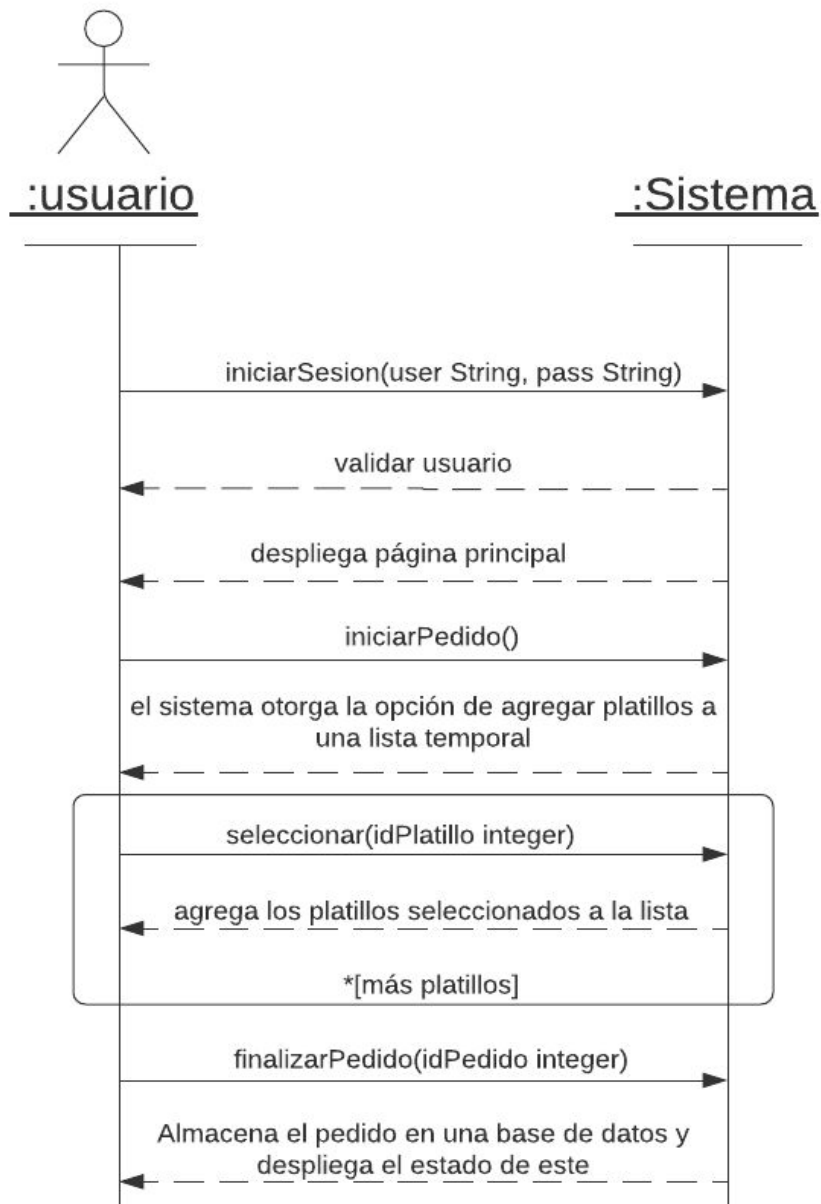 :usuario
:Sistema
iniciarSesion(user String, pass String)
validar usuario
despliega página principal
iniciarPedido()
el sistema otorga la opción de agregar platillos a
una lista temporal
seleccionar(idPlatillo integer)
agrega los platillos seleccionados a la lista
*[más platillos]
finalizarPedido(idPedido integer)
Almacena el pedido en una base de datos y
despliega el estado de este